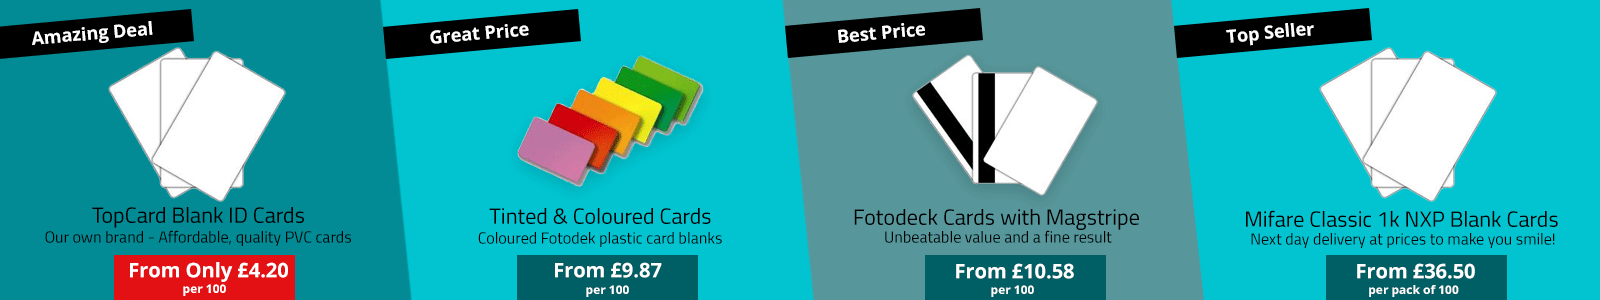 Amazing Deal
TopCard Blank ID Cards
Our own brand - Affordable, quality PVC cards
From Only £4.20
per 100
Great Price
Tinted & Coloured Cards
Coloured Fotodek plastic card blanks
From £9.87
per 100
Best Price
Fotodeck Cards with Magstripe
Unbeatable value and a fine result
From £10.58
per 100
Top Seller
Mifare Classic 1k NXP Blank Cards
Next day delivery at prices to make you smile!
From £36.50
per pack of 100